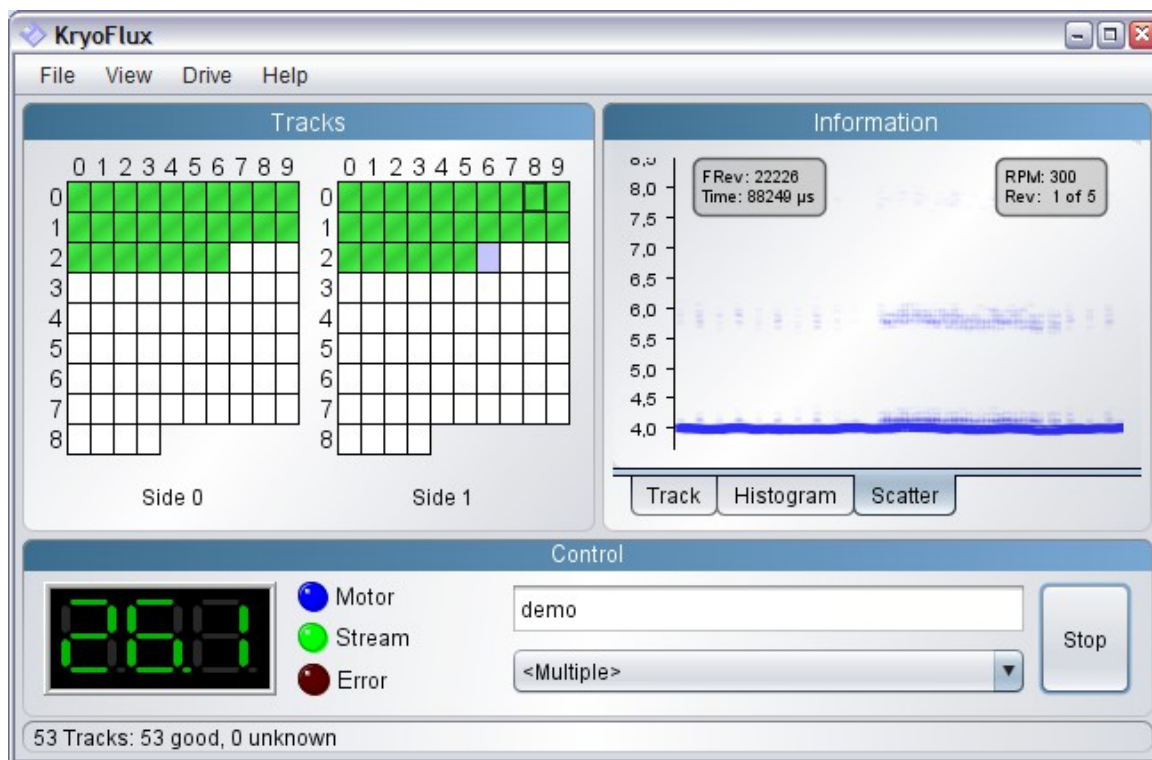 KryoFlux
File View Drive Help
Tracks
0 1 2 3 4 5 6 7 8 9
0
1
2
3
4
5
6
7
8
Side 0
0 1 2 3 4 5 6 7 8 9
0
1
2
3
4
5
6
7
8
Side 1
Information
8,5
8,0
7,5
7,0
6,5
6,0
5,5
5,0
4,5
4,0
FRev: 22226
Time: 88249 µs
RPM: 300
Rev: 1 of 5
Track Histogram Scatter
Control
26.1
Motor
Stream
Error
demo
<Multiple>
Stop
53 Tracks: 53 good, 0 unknown